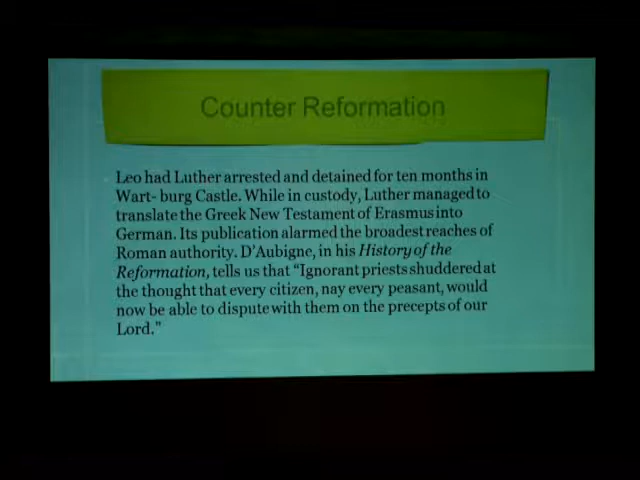 Counter Reformation
Leo had Luther arrested and detained for ten months in
Wart- burg Castle. While in custody, Luther managed to
translate the Greek New Testament of Erasmus into
German. Its publication alarmed the broadest reaches of
Roman authority. D'Aubigne, in his History of the
Reformation, tells us that “Ignorant priests shuddered at
the thought that every citizen, nay every peasant, would
now be able to dispute with them on the precepts of our
Lord.”